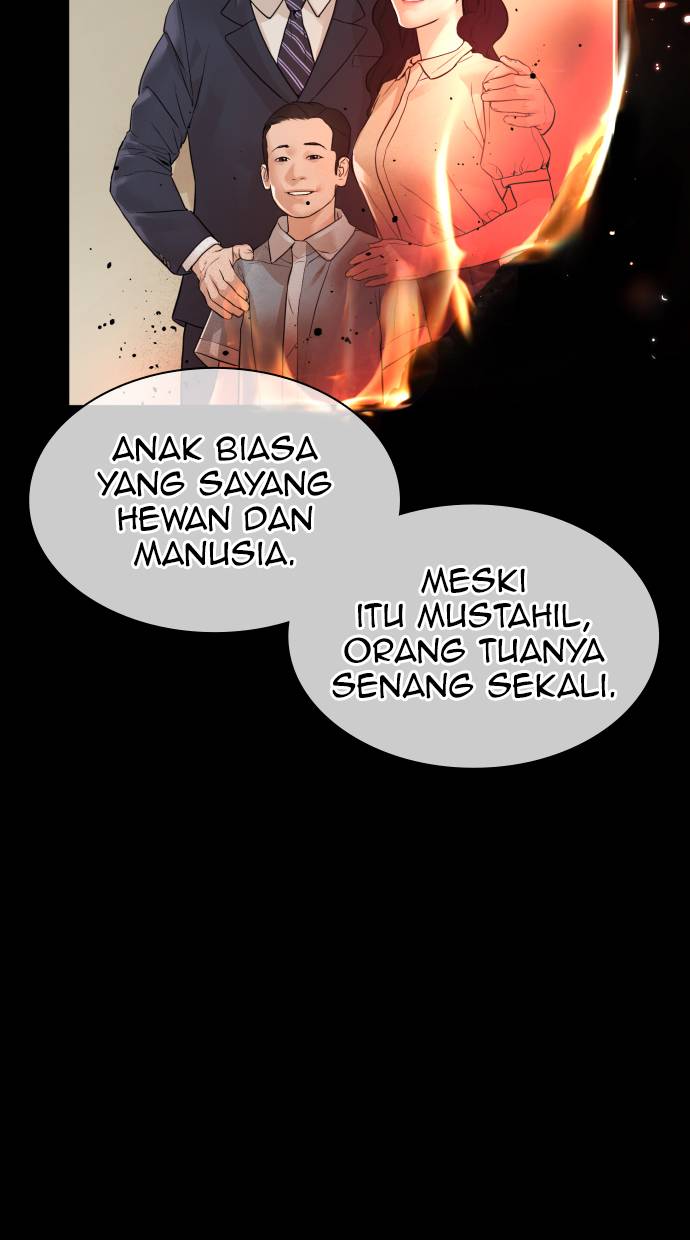 ANAK BIASA
YANG SAYANG
HEWAN DAN
MANUSIA.
MESKI
ITU MUSTAHIL,
ORANG TUANYA
SENANG SEKALI.